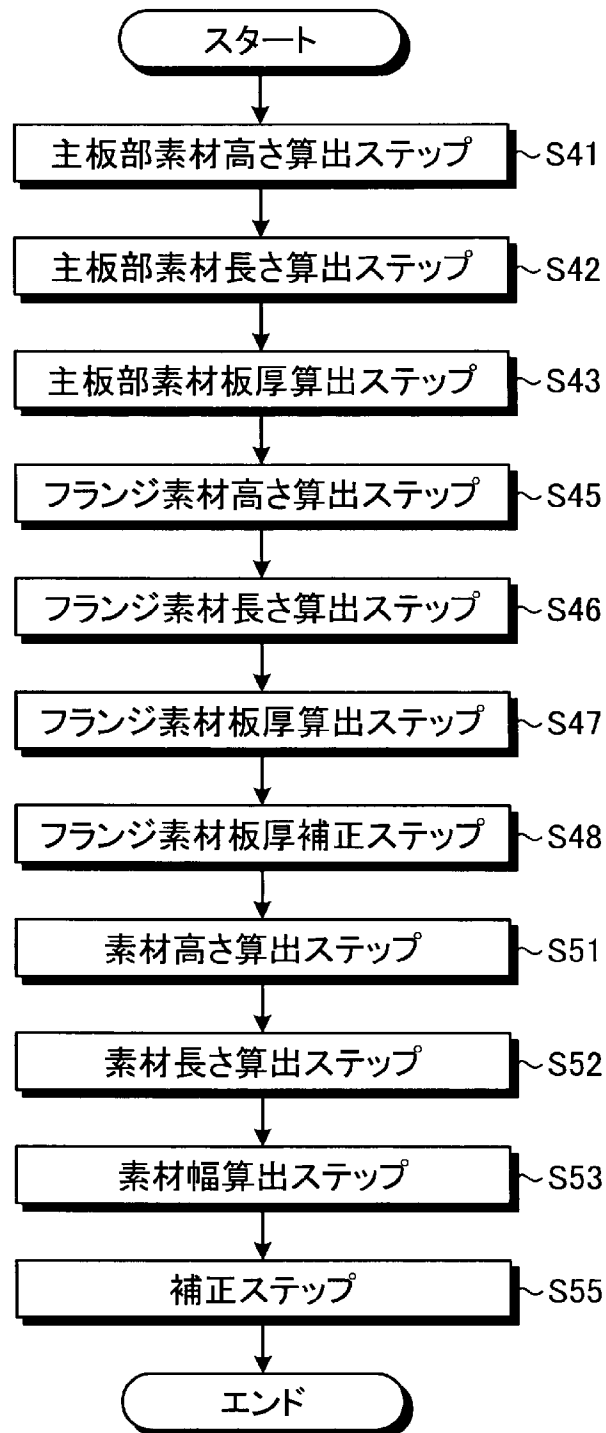 スタート
主板部素材高さ算出ステップ ~S41
主板部素材長さ算出ステップ ~S42
主板部素材板厚算出ステップ ~S43
フランジ素材高さ算出ステップ ~S45
フランジ素材長さ算出ステップ ~S46
フランジ素材板厚算出ステップ ~S47
フランジ素材板厚補正ステップ ~S48
素材高さ算出ステップ ~S51
素材長さ算出ステップ ~S52
素材幅算出ステップ ~S53
補正ステップ ~S55
エンド